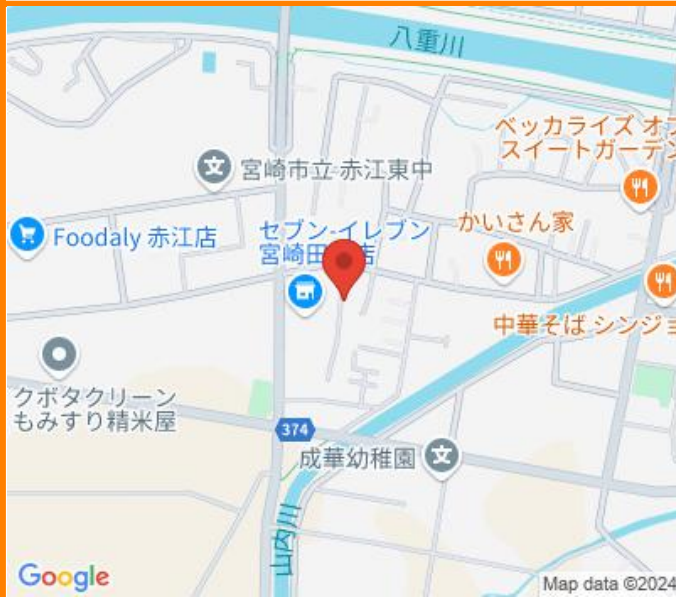 八重川
ベッカライズ オブ
スイートガーデン
宮崎市立 赤江東中
セブン‐イレブン
宮崎田
店
かいさん家
Foodaly 赤江店
中華そば シンジョ
クボタクリーン
もみすり精米屋
374
成華幼稚園
山内川
Google
Map data ©2024